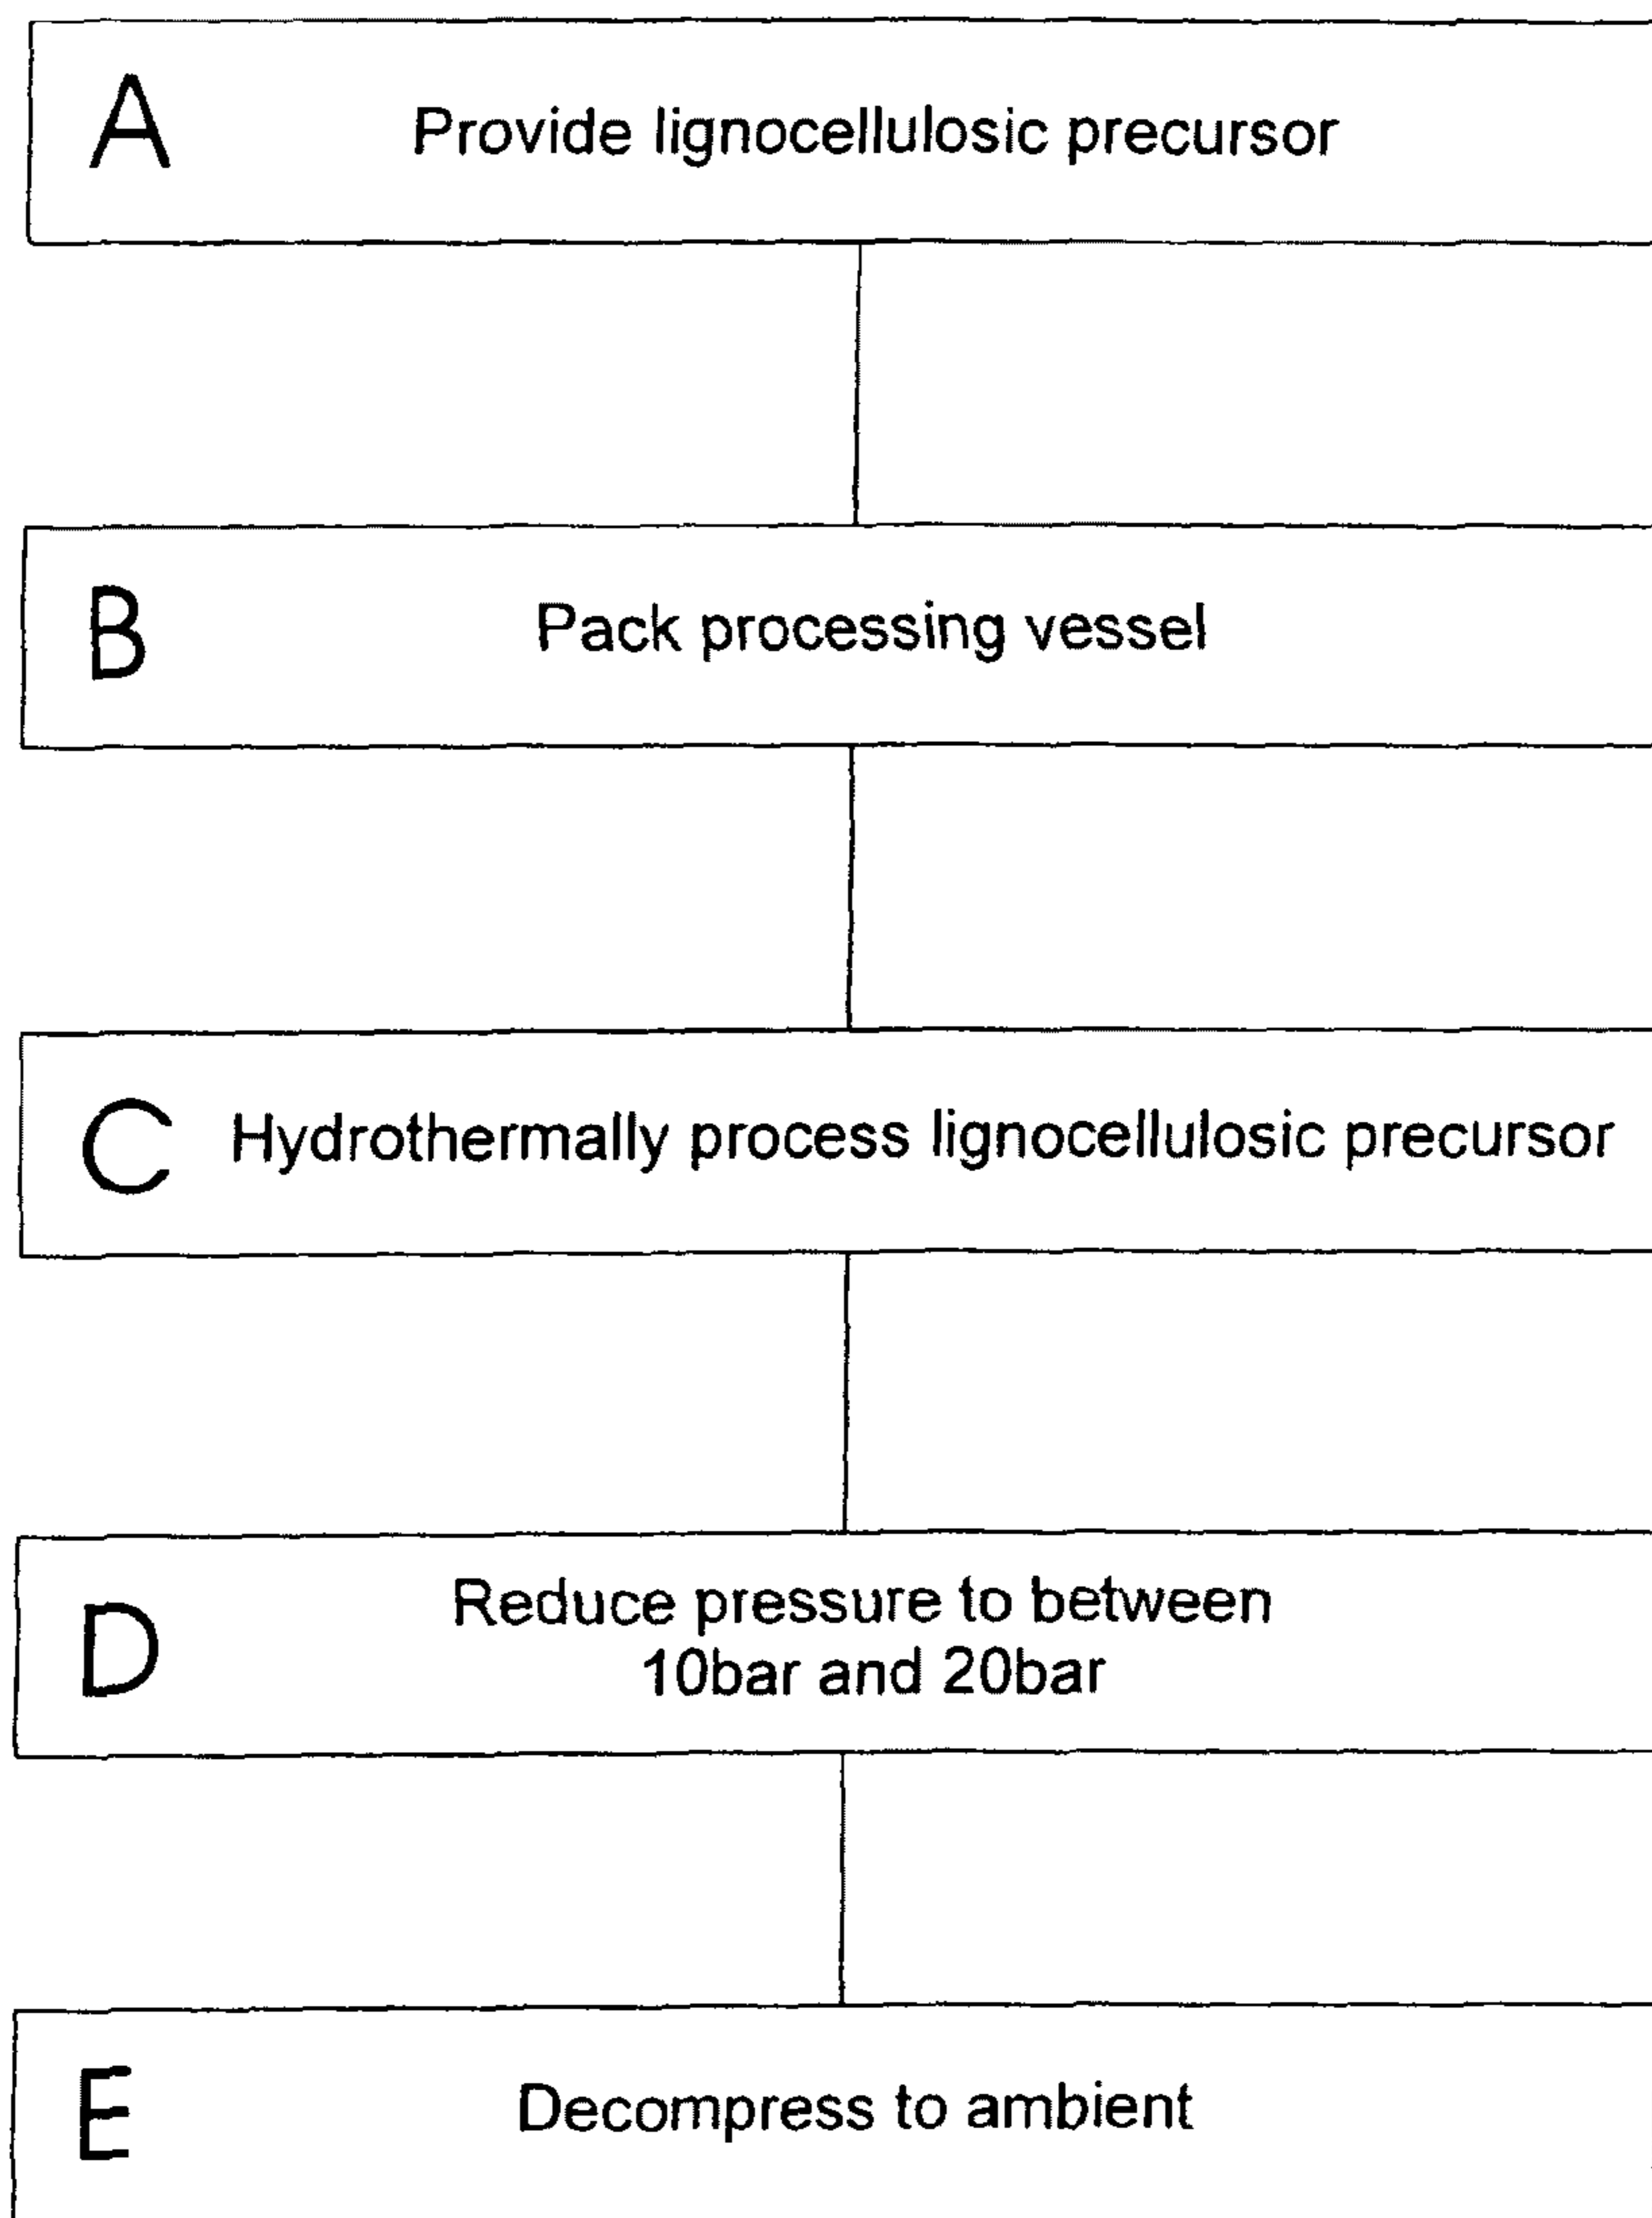 A Provide lignocellulosic precursor
B Pack processing vessel
C Hydrothermally process lignocellulosic precursor
D Reduce pressure to between
10bar and 20bar
E Decompress to ambient